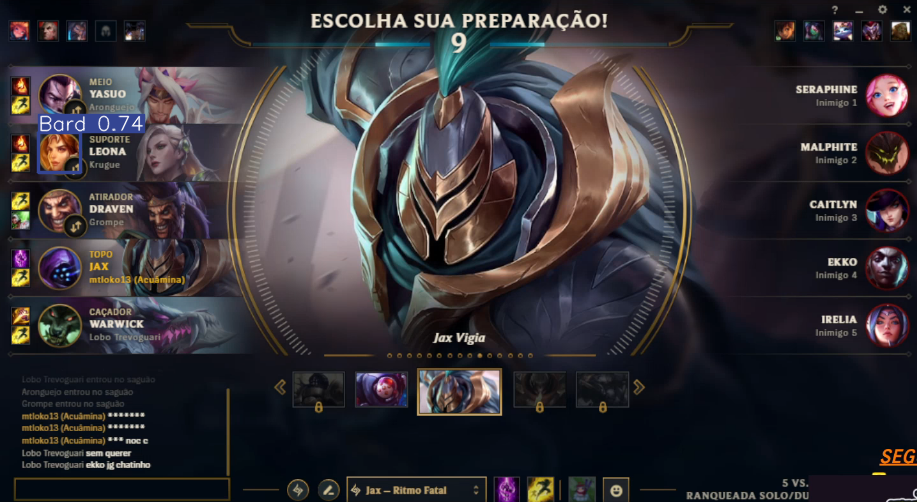 ESCOLHA SUA PREPARAÇÃO!
9
MEIO
YASUO
Aronguejo
Bard 0.74
SUPORTE
LEONA
Krugue
ATIRADOR
DRAVEN
Grompe
TOPO
JAX
mtloko13 (Acuâmina)
CAÇADOR
WARWICK
Lobo Trevoguari
SERAPHINE
Inimigo 1
MALPHITE
Inimigo 2
CAITLYN
Inimigo 3
EKKO
Inimigo 4
IRELIA
Inimigo 5
Jax Vigia
Lobo Trevoguari entrou no saguão
Aronguejo entrou no saguão
Grompe entrou no saguão
mtloko13 (Acuâmina) *******
mtloko13 (Acuâmina) *******
mtloko13 (Acuâmina) *** noc c
Lobo Trevoguari sem querer
Lobo Trevoguari ekko jg chatinho
Jax – Ritmo Fatal
SEG
5 VS.
RANQUEADA SOLO/DU